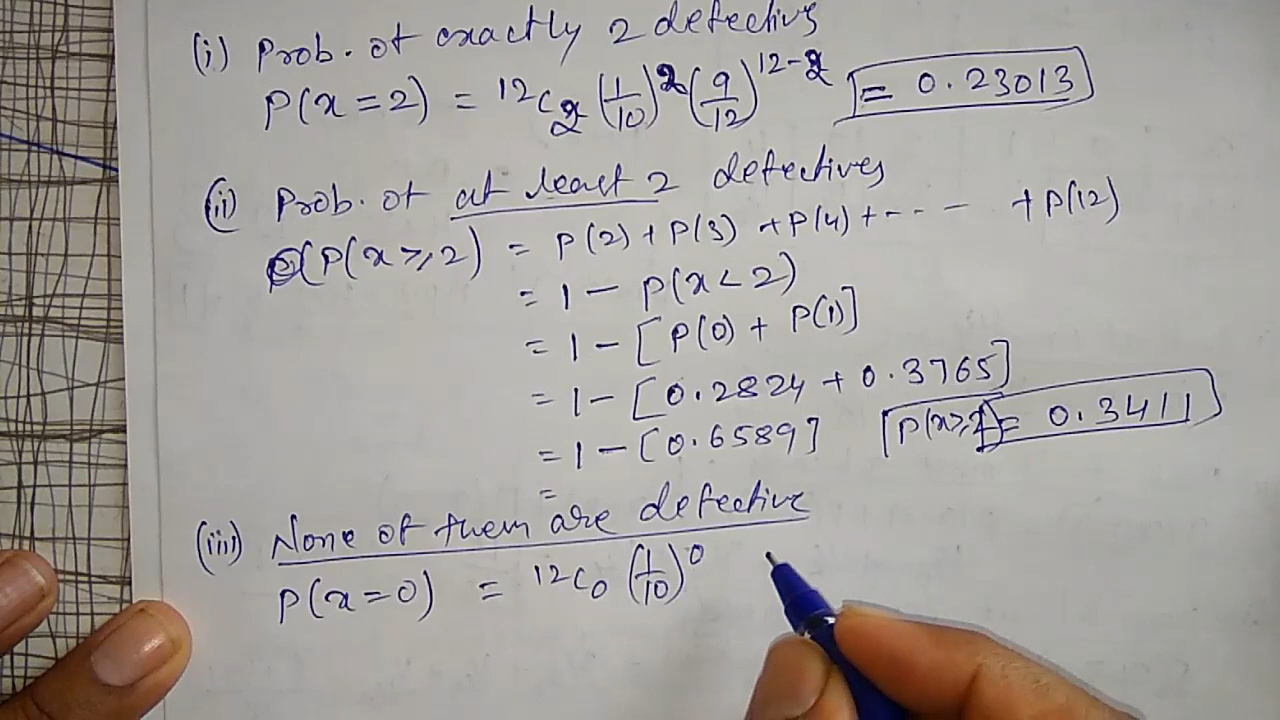 (i) Prob. of exactly 2 defective
P(x=2) = ¹²C₂ (1/10)² (9/12)¹²⁻² = 0.23013
(ii) Prob. of at least 2 defectives
(P(x≥2) = P(2) + P(3) + P(4) + --- - + P(12)
= 1 - P(x<2)
= 1 - [P(0) + P(1)]
= 1 - [0.2824 + 0.3765]
= 1 - [0.6589] P(x≥2) = 0.3411
=
(iii) None of them are defective
P(x=0) = ¹²C₀ (1/10)⁰